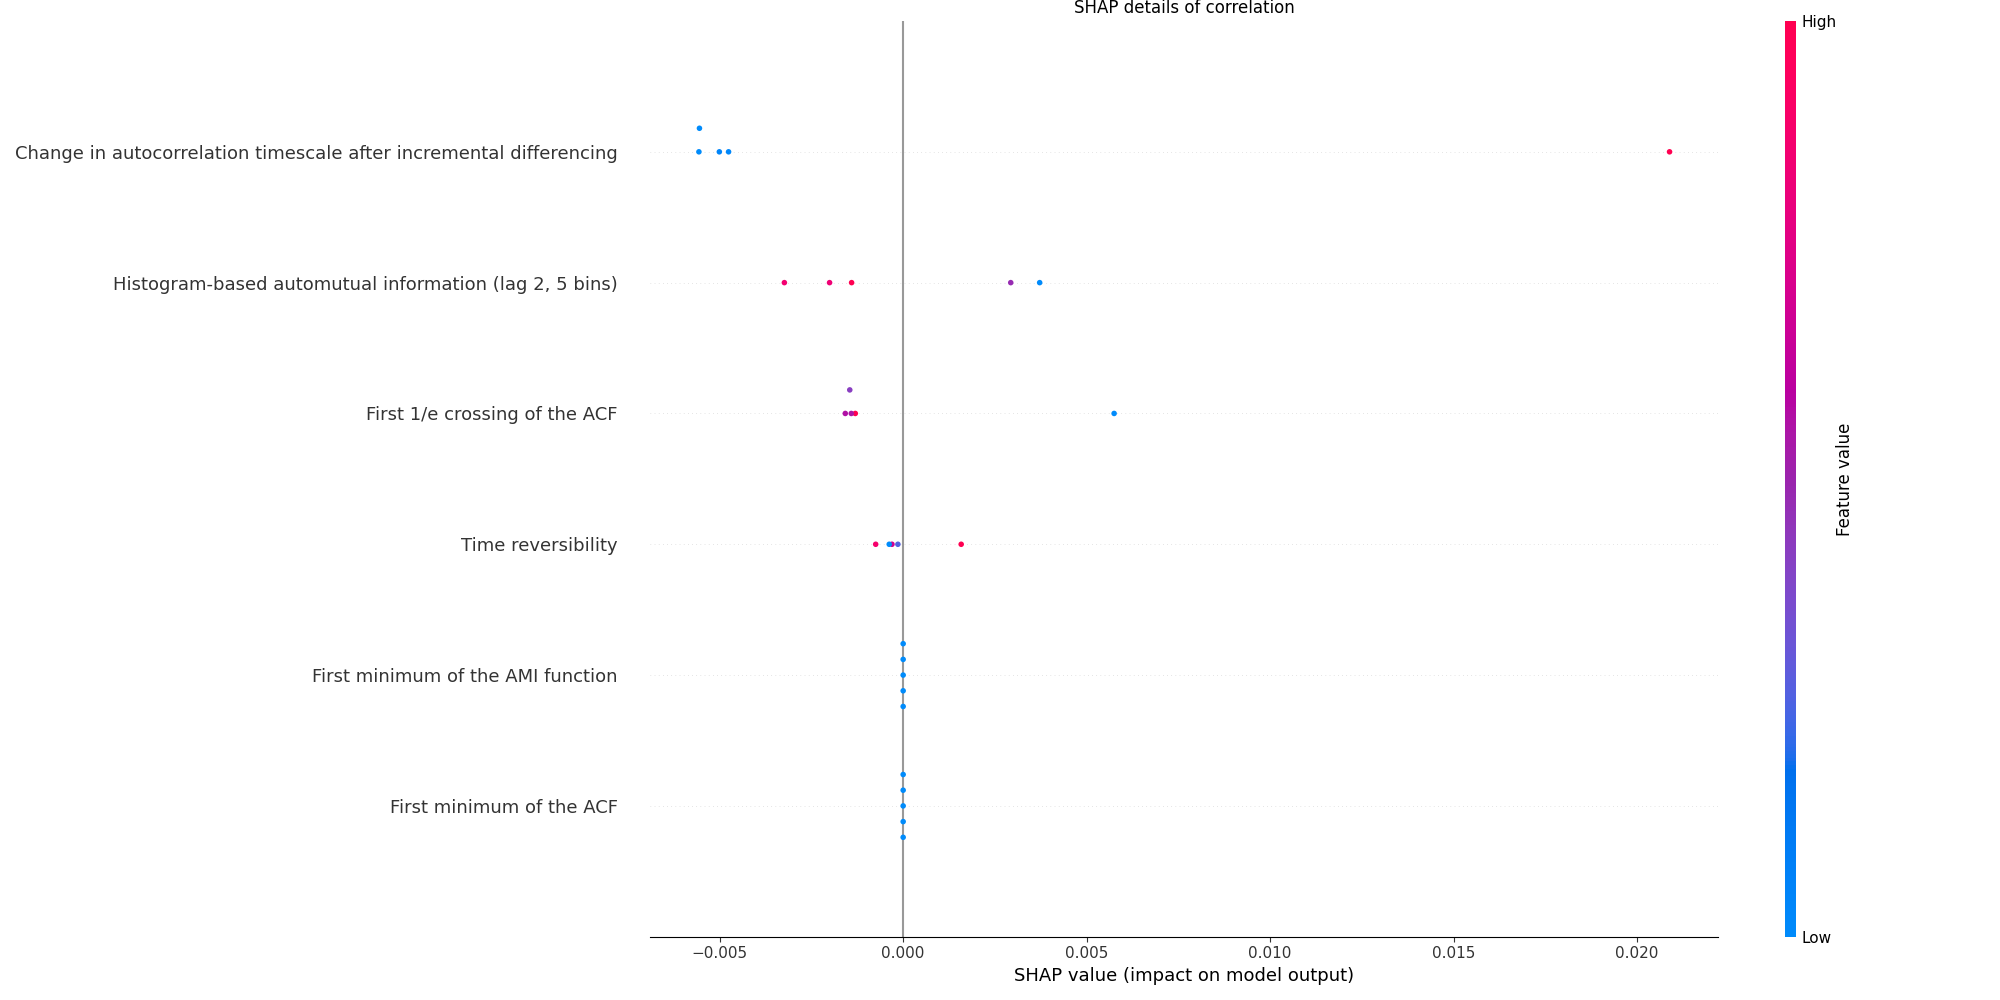 SHAP details of correlation
High
Change in autocorrelation timescale after incremental differencing
Histogram-based automutual information (lag 2, 5 bins)
First 1/e crossing of the ACF
Time reversibility
First minimum of the AMI function
First minimum of the ACF
Feature value
Low
−0.005 0.000 0.005 0.010 0.015 0.020
SHAP value (impact on model output)